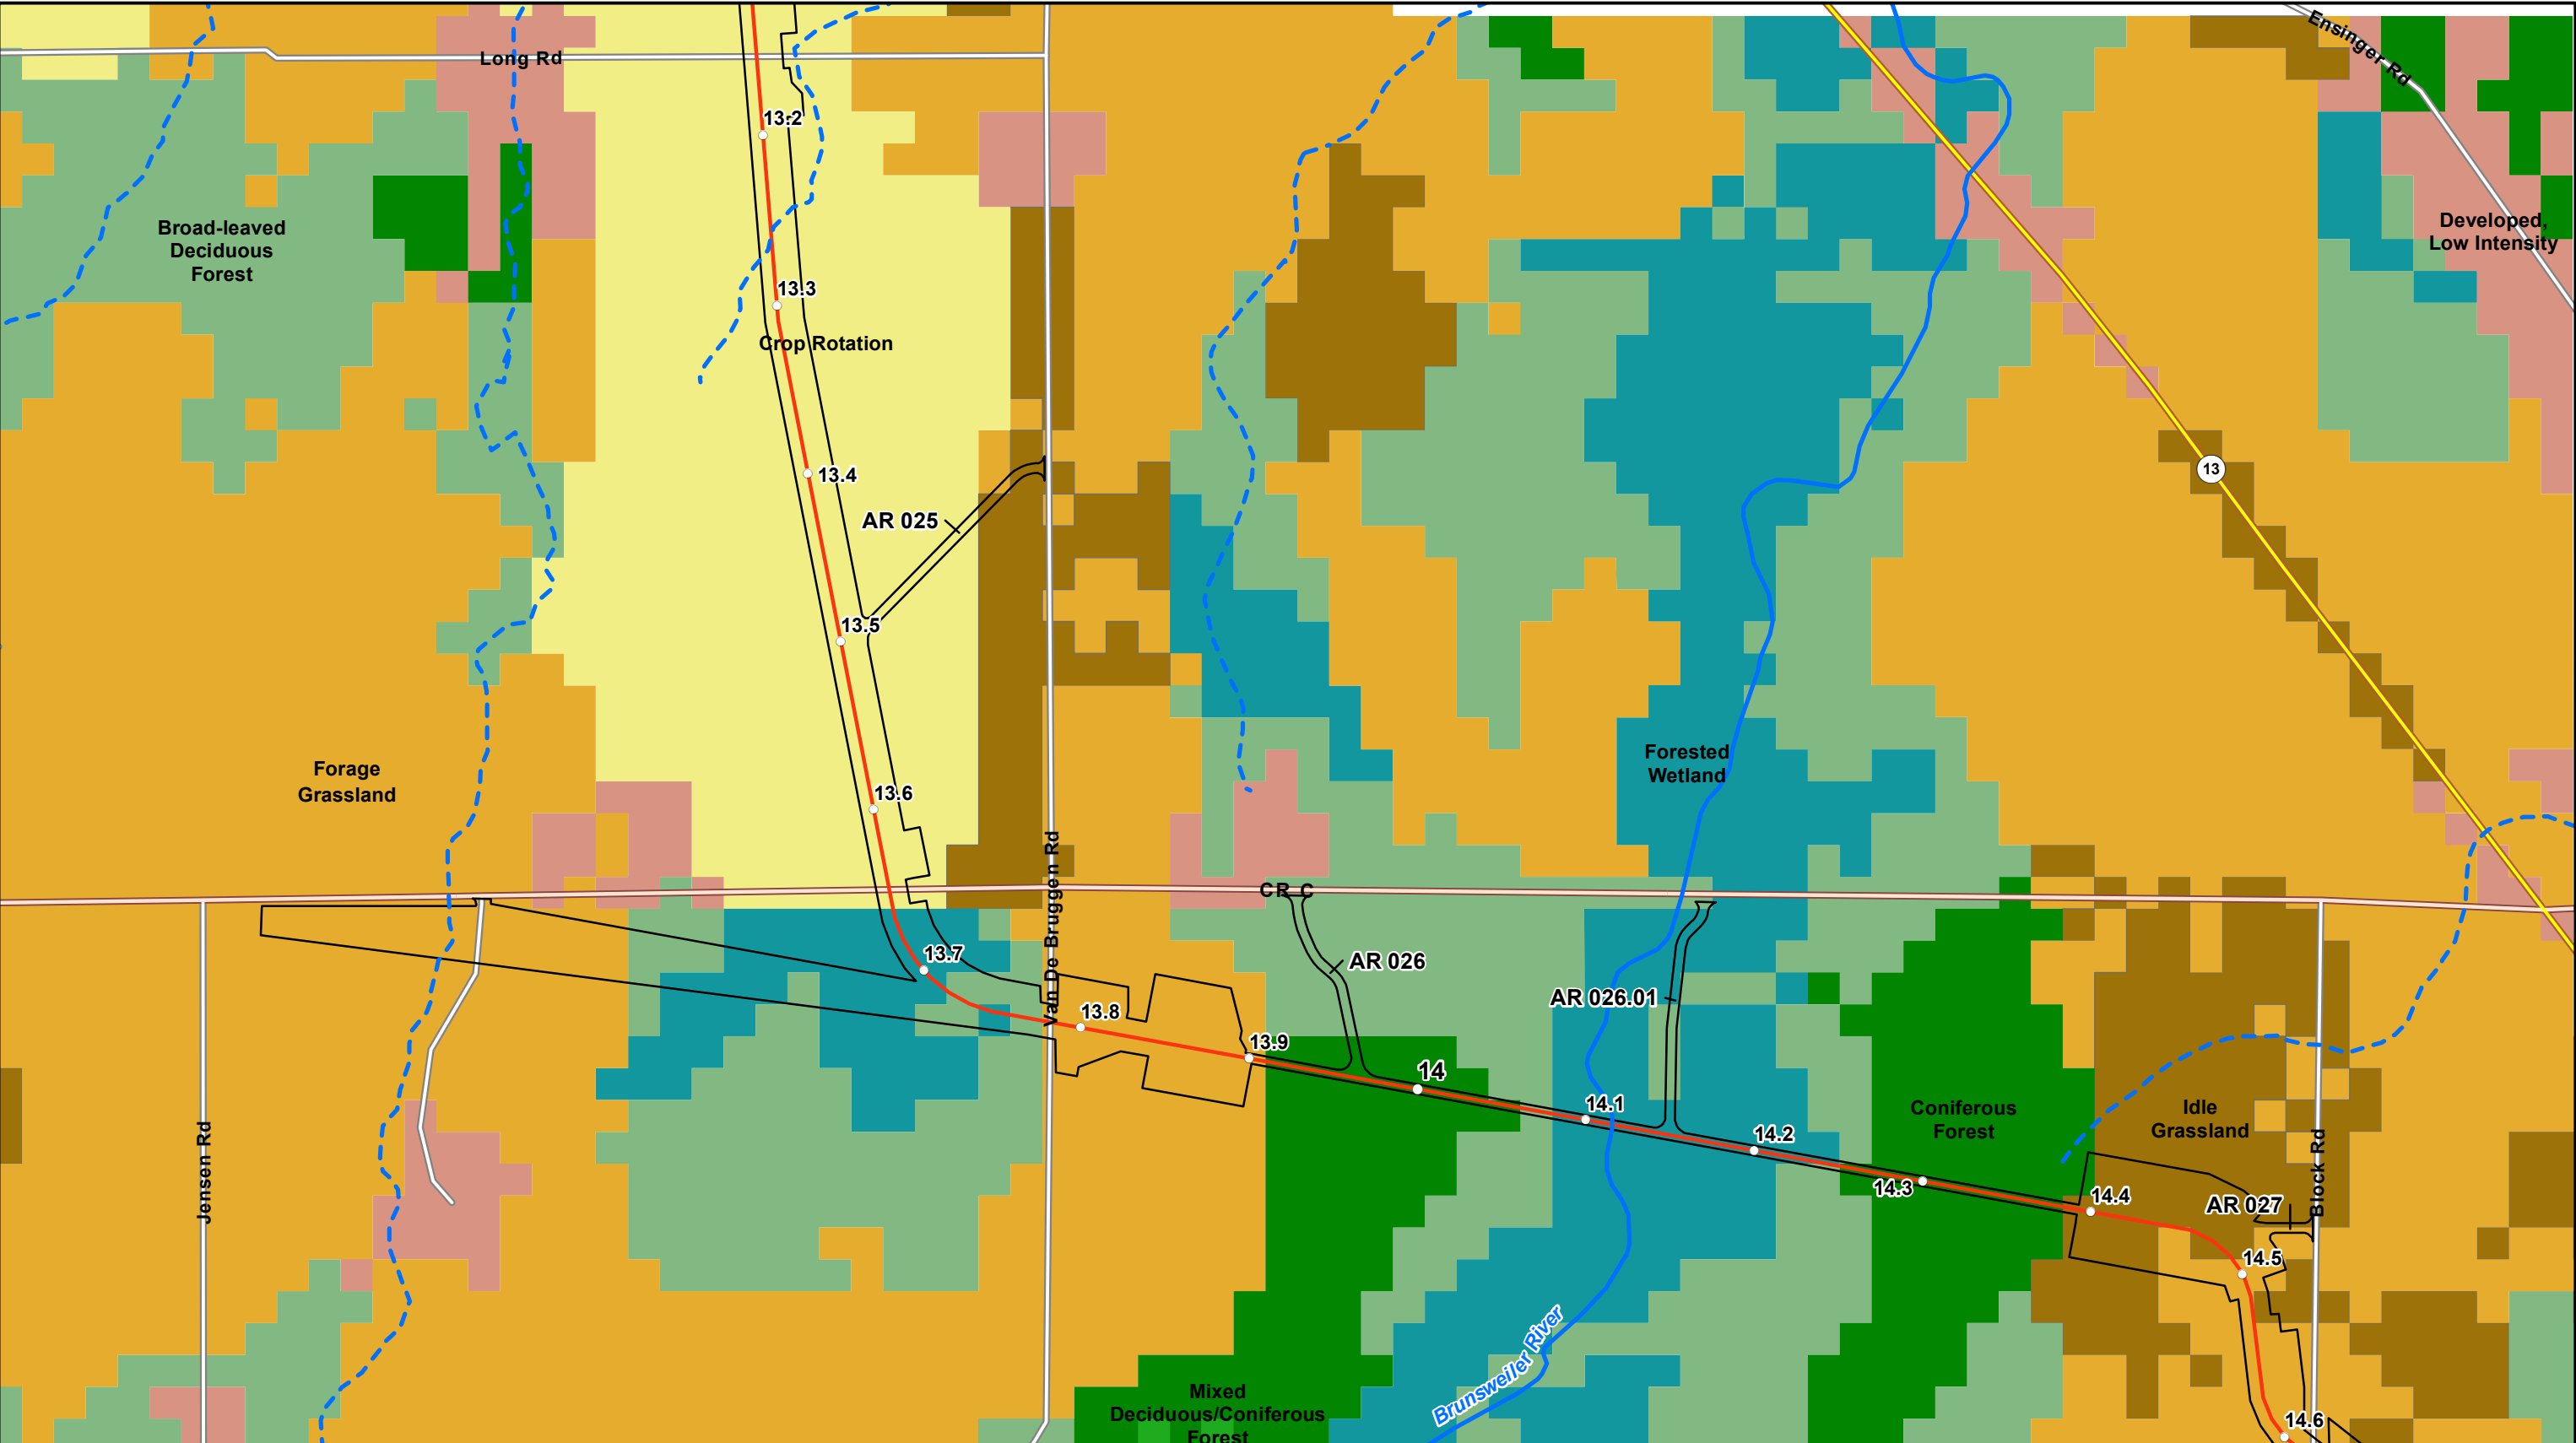 Long Rd
Ensinger Rd
13.2
Broad-leaved
Deciduous
Forest
Developed,
Low Intensity
13.3
Crop Rotation
13.4
13
AR 025
13.5
Forage
Grassland
13.6
Forested
Wetland
Van De Bruggen Rd
CR C
13.7
AR 026
AR 026.01
13.8
13.9
14
14.1
14.2
Coniferous
Forest
Idle
Grassland
Jensen Rd
Block Rd
14.3
14.4
AR 027
14.5
Brunsweiler River
Mixed
Deciduous/Coniferous
Forest
14.6